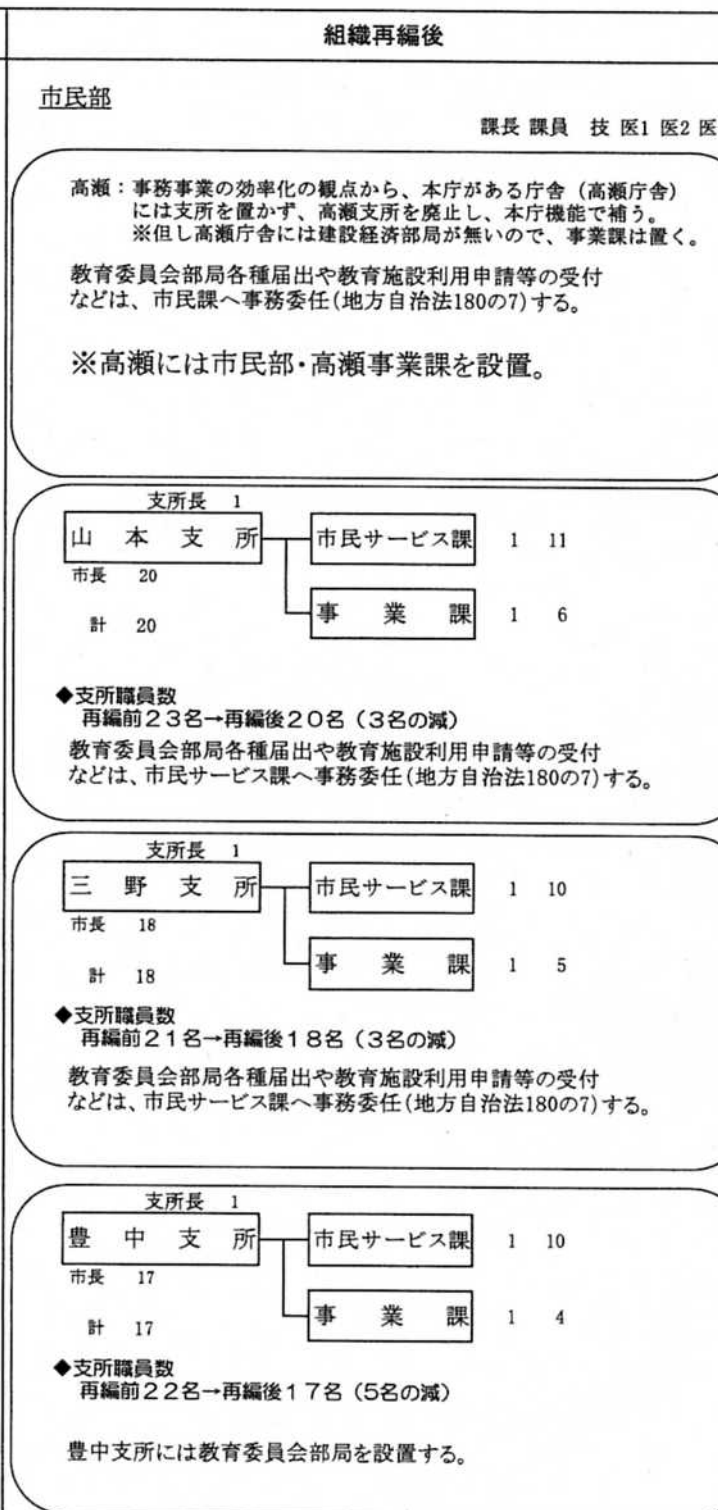 組織再編後
市民部
課長 課員 技 医1 医2 医
高瀬：事務事業の効率化の観点から、本庁がある庁舎（高瀬庁舎）
には支所を置かず、高瀬支所を廃止し、本庁機能で補う。
※但し高瀬庁舎には建設経済部局が無いので、事業課は置く。
教育委員会部局各種届出や教育施設利用申請等の受付
などは、市民課へ事務委任(地方自治法180の7)する。
※高瀬には市民部・高瀬事業課を設置。
支所長 1
山本支所 市民サービス課 1 11
市長 20
計 20 事業課 1 6
◆支所職員数
再編前23名→再編後20名（3名の減）
教育委員会部局各種届出や教育施設利用申請等の受付
などは、市民サービス課へ事務委任(地方自治法180の7)する。
支所長 1
三野支所 市民サービス課 1 10
市長 18
計 18 事業課 1 5
◆支所職員数
再編前21名→再編後18名（3名の減）
教育委員会部局各種届出や教育施設利用申請等の受付
などは、市民サービス課へ事務委任(地方自治法180の7)する。
支所長 1
豊中支所 市民サービス課 1 10
市長 17
計 17 事業課 1 4
◆支所職員数
再編前22名→再編後17名（5名の減）
豊中支所には教育委員会部局を設置する。